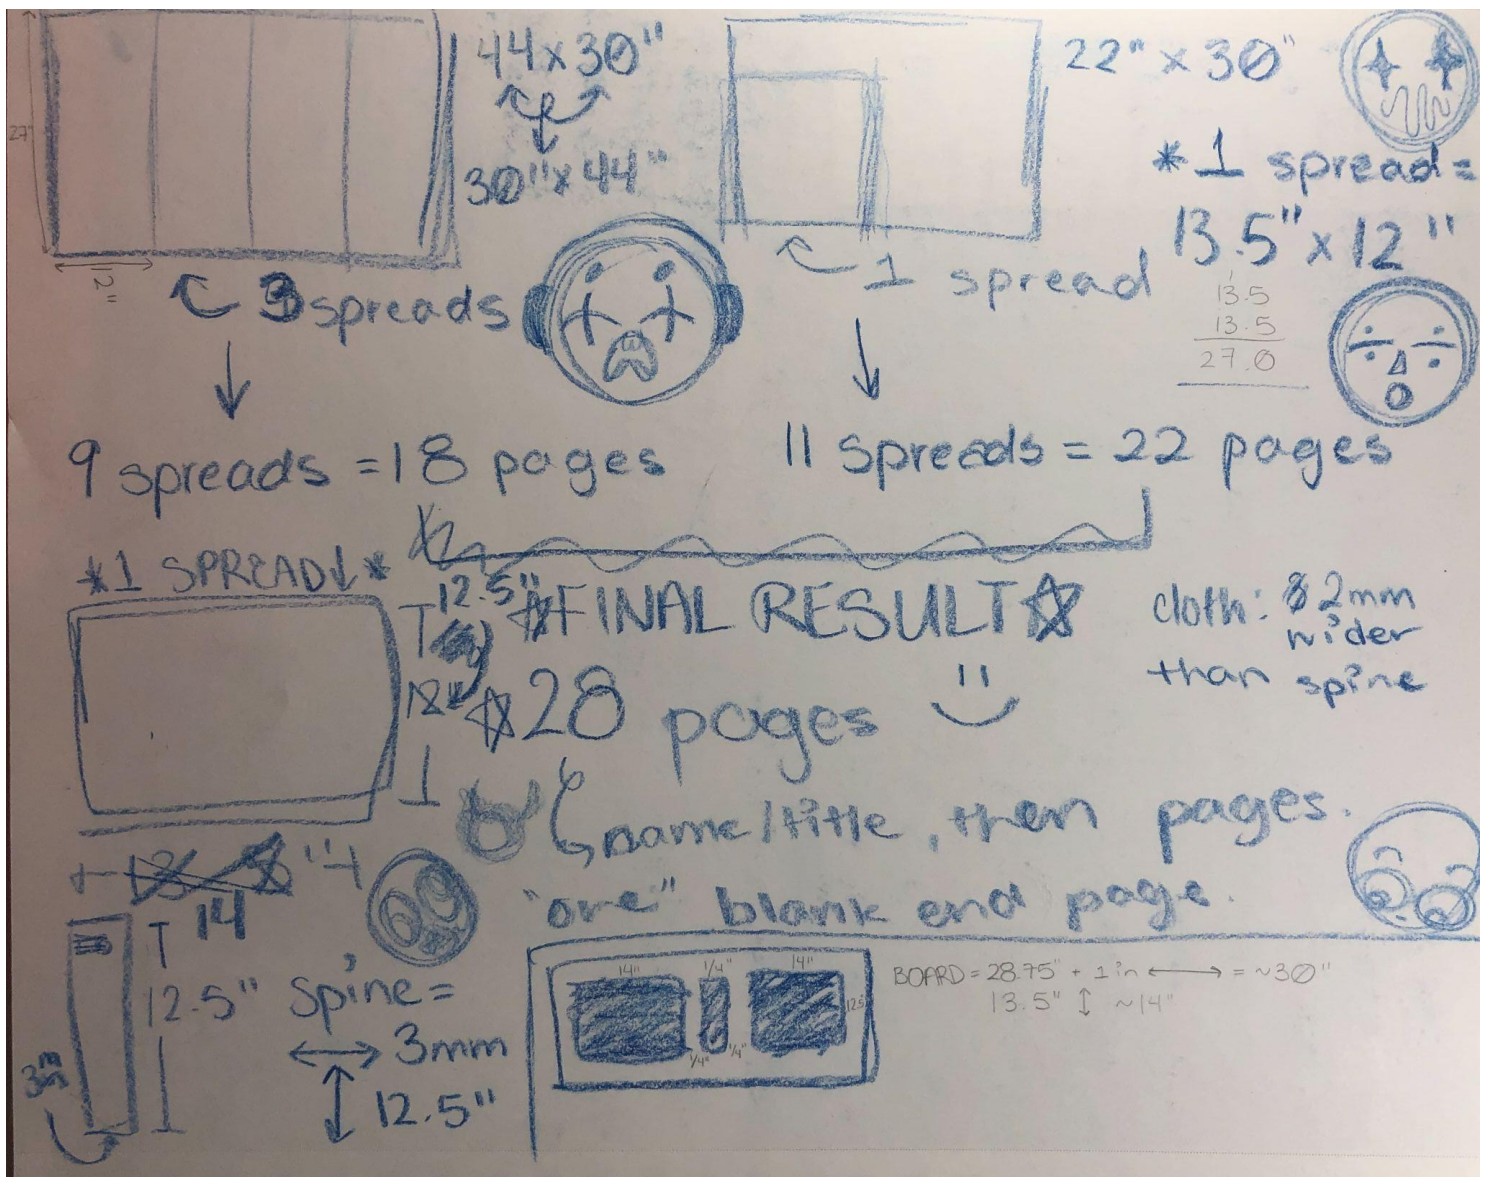 44x30"
30"x44"
27"
12"
3 spreads
9 spreads = 18 pages
22" x 30"
1 spread
11 spreads = 22 pages
*1 spread =
13.5" x 12"
13.5
13.5
27.0
*1 SPREAD↓*
12.5"
12"
14"
14
FINAL RESULT
28 pages
name/title, then pages.
"one" blank end page.
cloth: 2mm
wider
than spine
12.5"
3m
spine =
3mm
12.5"
14" 1/4" 14"
12.5
1/4" 1/4"
BOARD = 28.75" + 1 in ⟷ = ~30"
13.5" ↕ ~14"